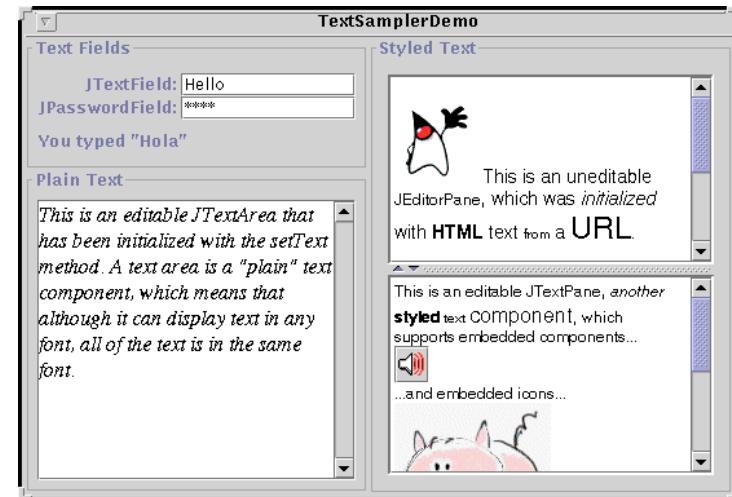 TextSamplerDemo
Text Fields
JTextField: Hello
JPasswordField: ****
You typed "Hola"
Plain Text
This is an editable JTextArea that
has been initialized with the setText
method. A text area is a "plain" text
component, which means that
although it can display text in any
font, all of the text is in the same
font.
Styled Text
This is an uneditable
JEditorPane, which was initialized
with HTML text from a URL.
This is an editable JTextPane, another
styled text component, which
supports embedded components...
...and embedded icons...